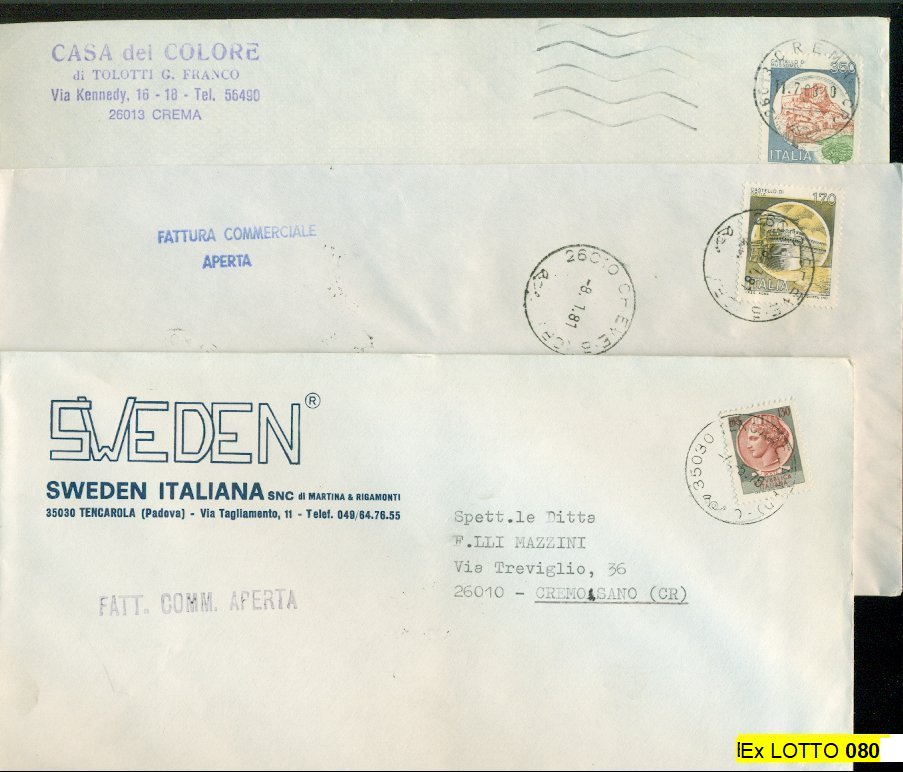 CASA del COLORE
di TOLOTTI G. FRANCO
Via Kennedy, 16 - 18 - Tel. 56490
26013 CREMA
350
ITALIA
FATTURA COMMERCIALE
APERTA
26010
-8.1.81
CASTELLO DI
170
ITALIA
SWEDEN ®
SWEDEN ITALIANA SNC di MARTINA & RIGAMONTI
35030 TENCAROLA (Padova) - Via Tagliamento, 11 - Telef. 049/64.76.55
35030
FATT. COMM. APERTA
Spett.le Ditta
F.LLI MAZZINI
Via Treviglio, 36
26010 - CREMOSANO (CR)
Ex LOTTO 080